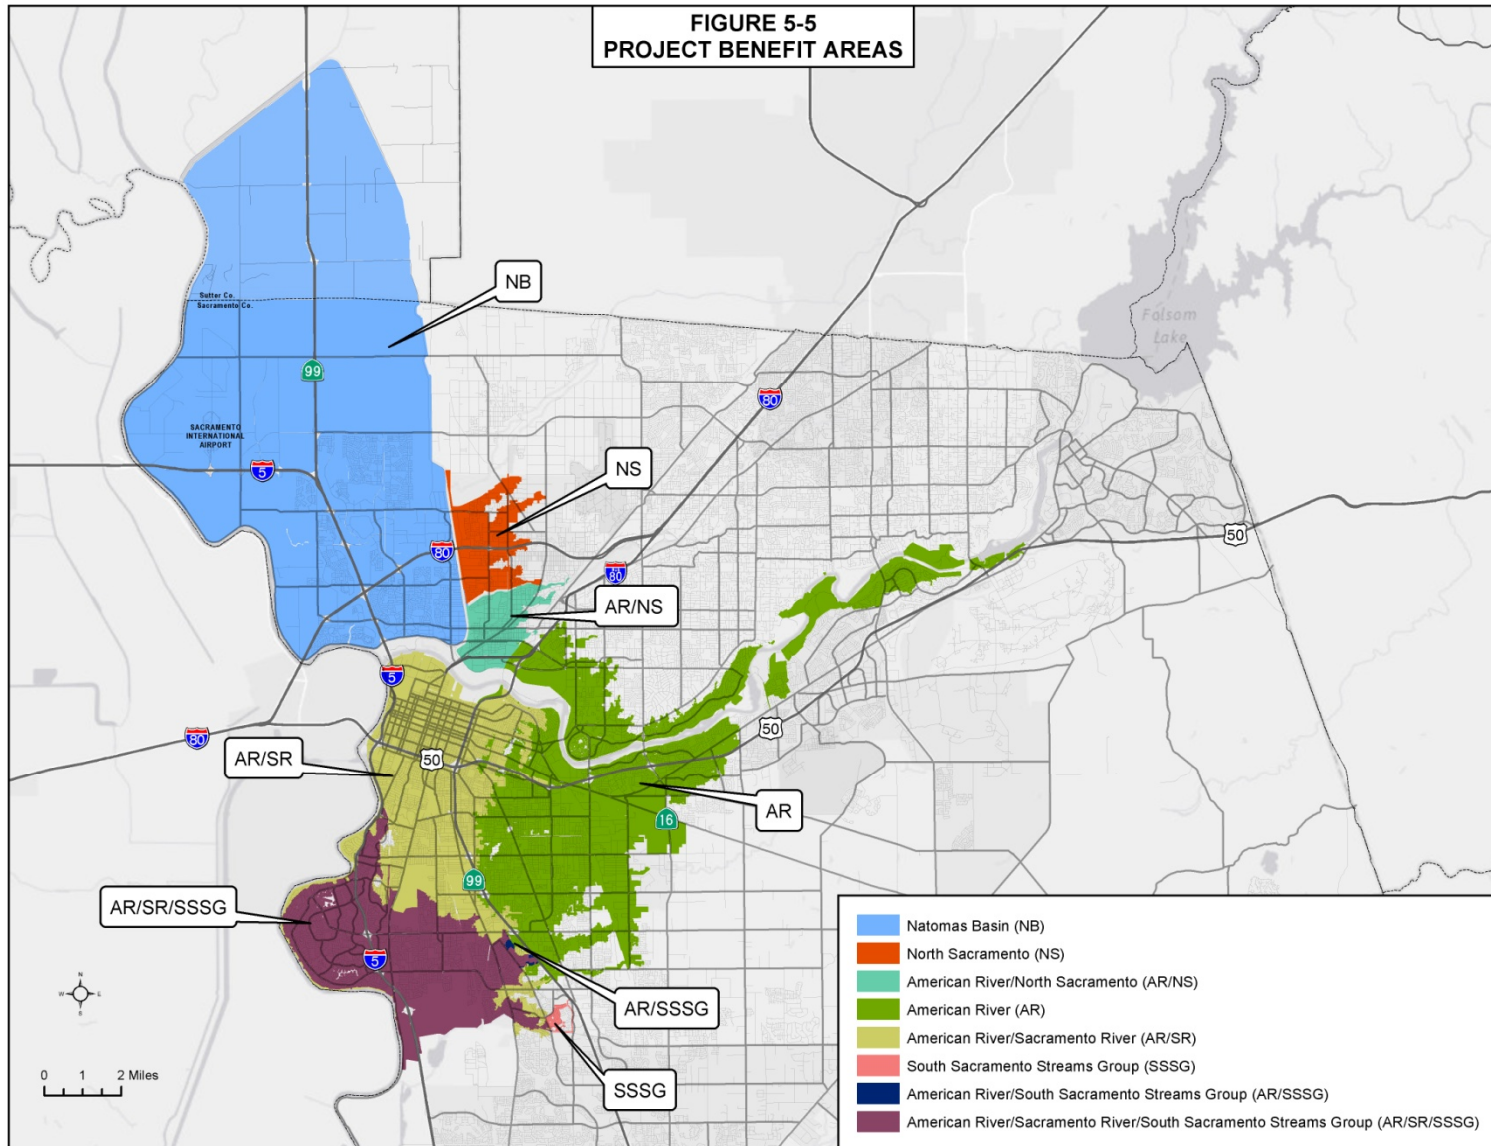 FIGURE 5-5
PROJECT BENEFIT AREAS
NB
Sutter Co.
Sacramento Co.
Folsom
Lake
99
80
SACRAMENTO
INTERNATIONAL
AIRPORT
5
NS
50
80
80
AR/NS
5
50
80
AR/SR
50
AR
16
99
AR/SR/SSSG
5
AR/SSSG
SSSG
N
W
E
S
0 1 2 Miles
Natomas Basin (NB)
North Sacramento (NS)
American River/North Sacramento (AR/NS)
American River (AR)
American River/Sacramento River (AR/SR)
South Sacramento Streams Group (SSSG)
American River/South Sacramento Streams Group (AR/SSSG)
American River/Sacramento River/South Sacramento Streams Group (AR/SR/SSSG)